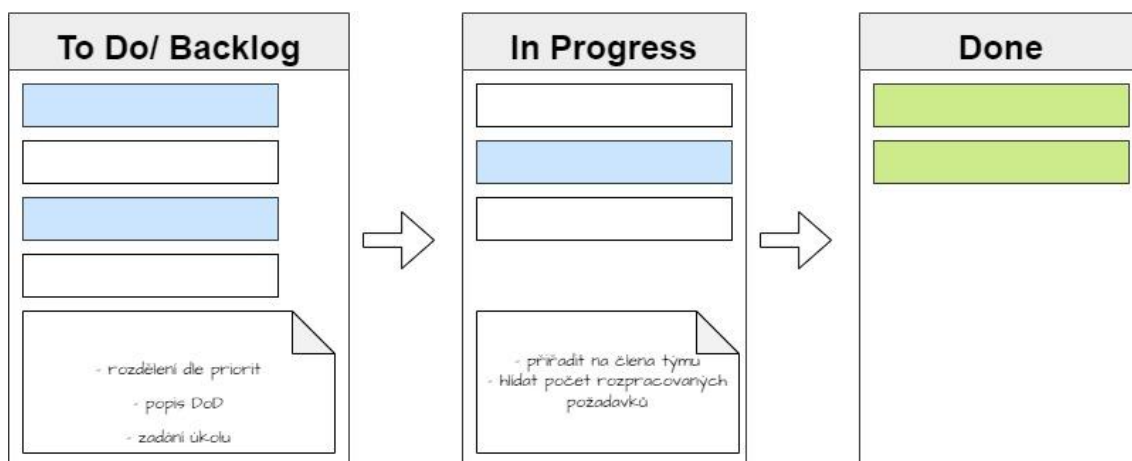 To Do/ Backlog
- rozdělení dle priorit
- popis DoD
- zadání úkolu
In Progress
- přiřadit na člena týmu
- hlídat počet rozpracovaných
požadavků
Done